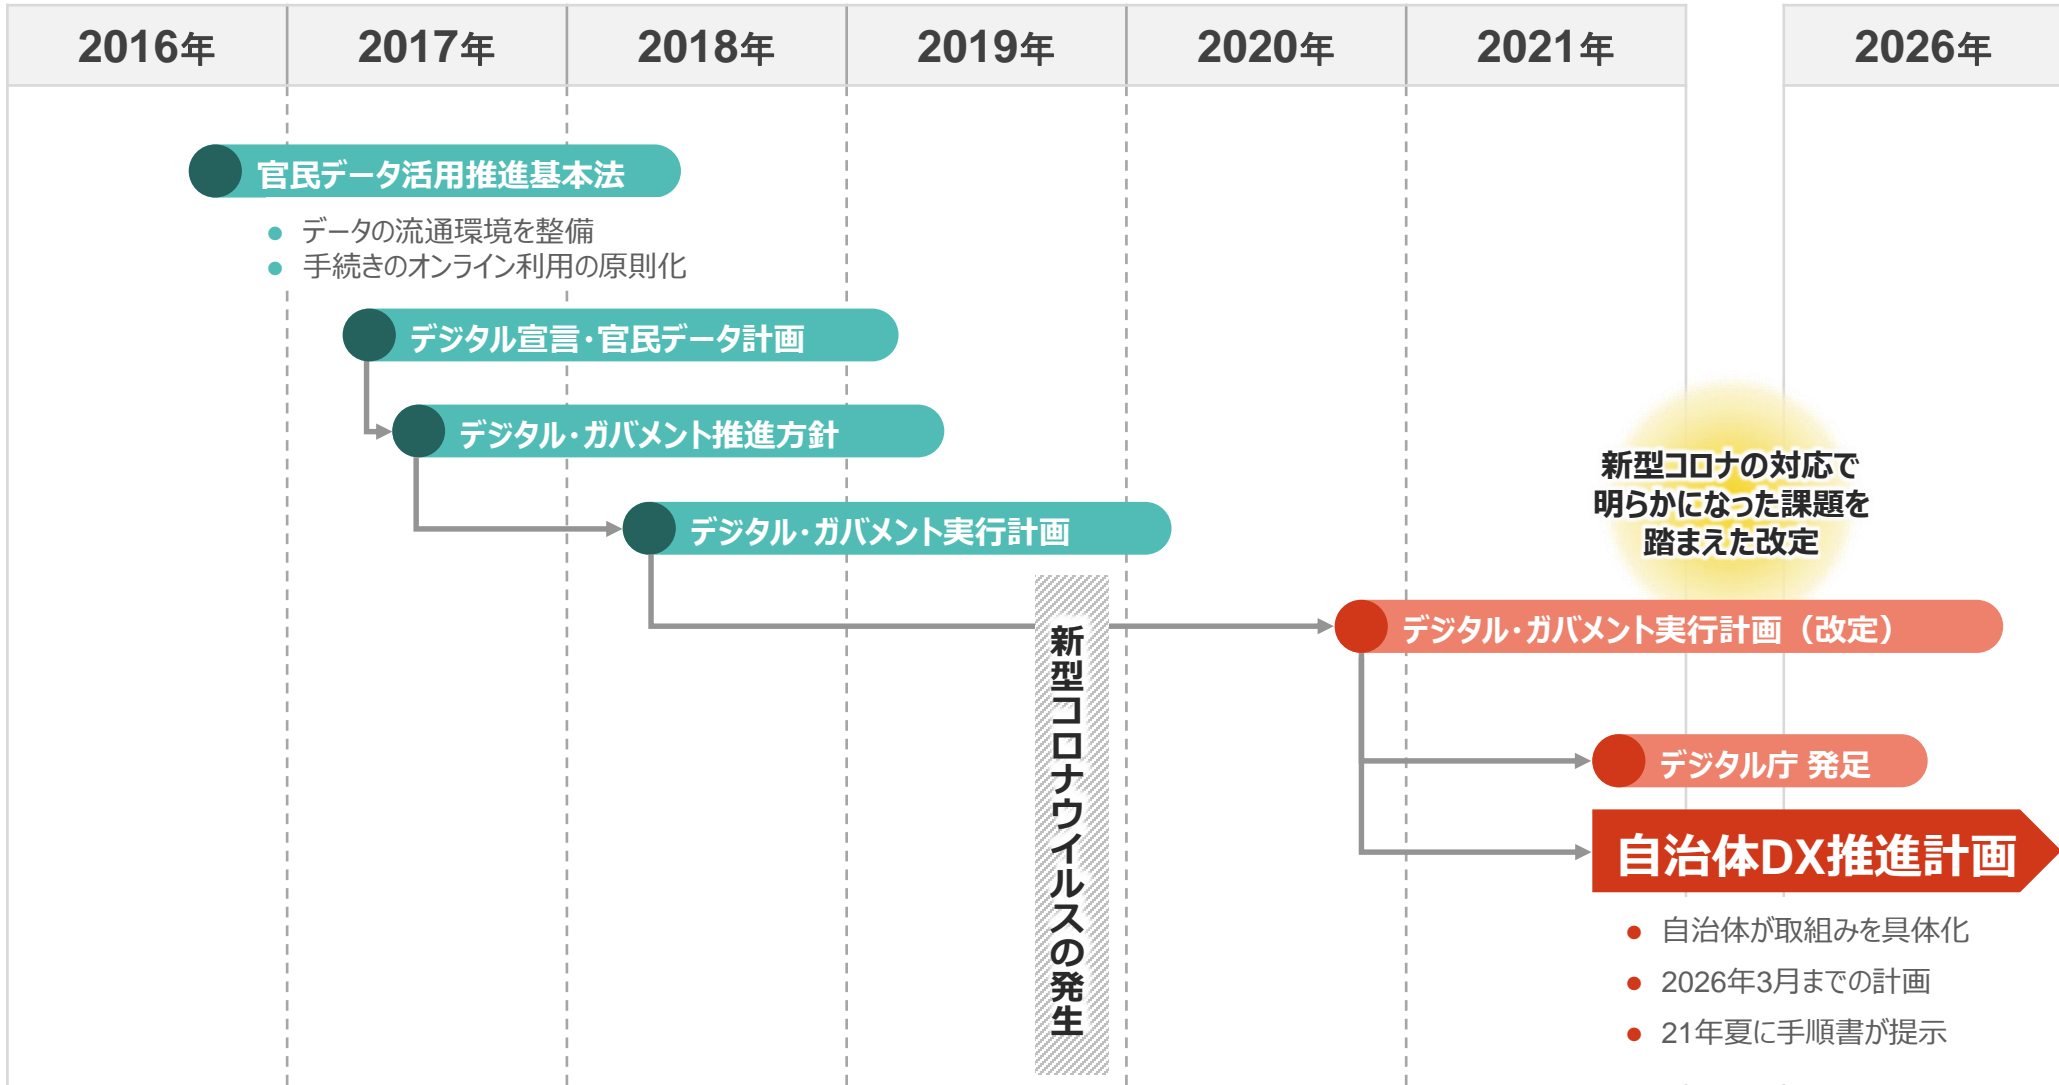 2016年
2017年
2018年
2019年
2020年
2021年
2026年
官民データ活用推進基本法
● データの流通環境を整備
● 手続きのオンライン利用の原則化
デジタル宣言・官民データ計画
デジタル・ガバメント推進方針
デジタル・ガバメント実行計画
新型コロナウイルスの発生
新型コロナの対応で
明らかになった課題を
踏まえた改定
デジタル・ガバメント実行計画（改定）
デジタル庁 発足
自治体DX推進計画
● 自治体が取組みを具体化
● 2026年3月までの計画
● 21年夏に手順書が提示